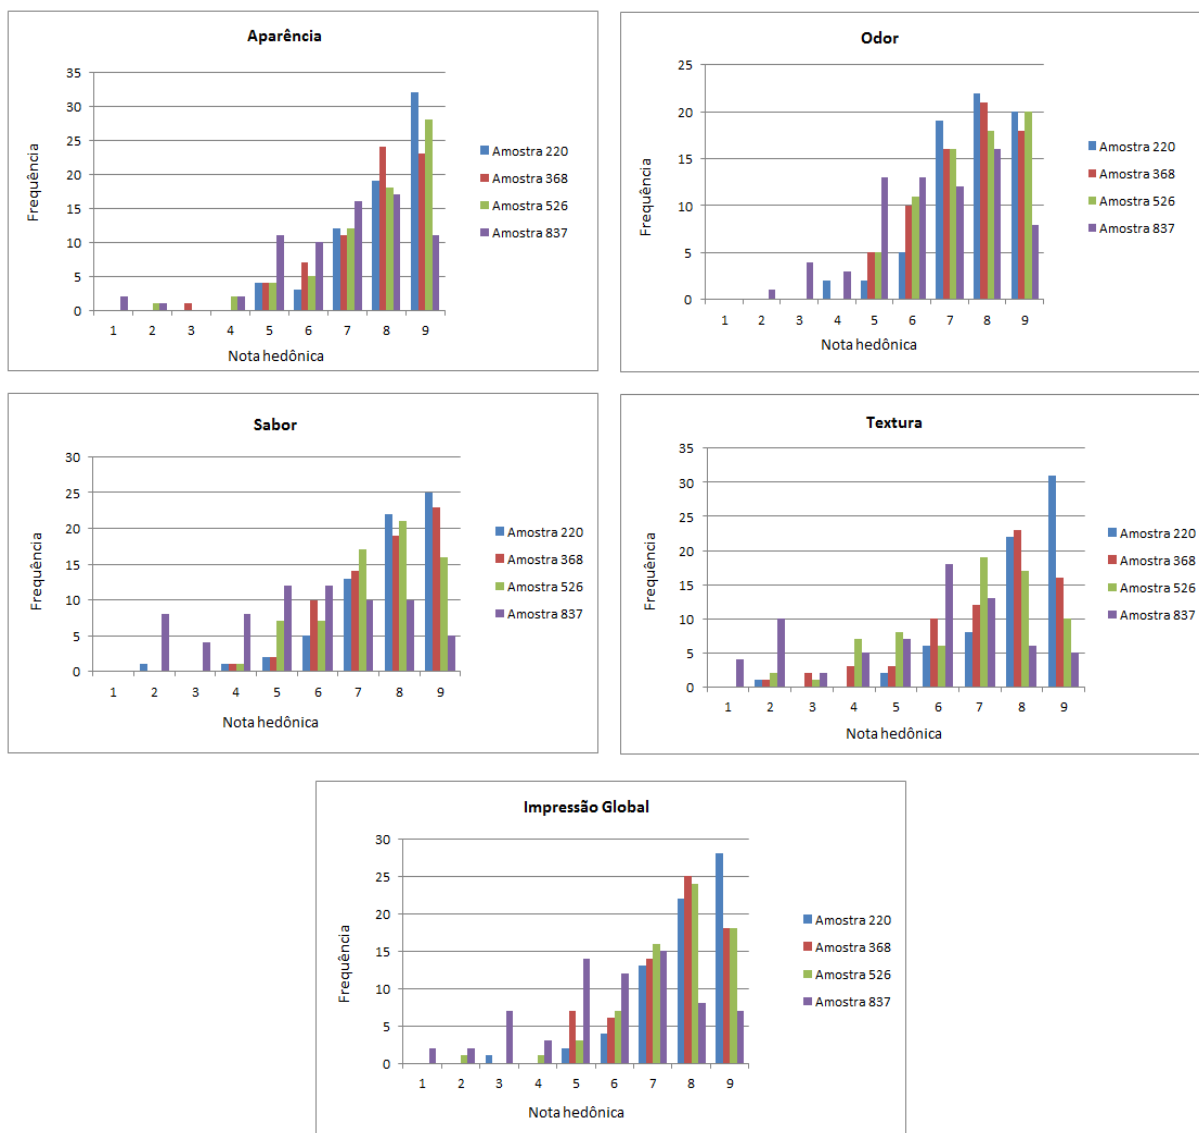 Aparência
Frequência
35
30
25
20
15
10
5
0
1 2 3 4 5 6 7 8 9
Nota hedônica
Amostra 220
Amostra 368
Amostra 526
Amostra 837
Odor
Frequência
25
20
15
10
5
0
1 2 3 4 5 6 7 8 9
Nota hedônica
Amostra 220
Amostra 368
Amostra 526
Amostra 837
Sabor
Frequência
30
25
20
15
10
5
0
1 2 3 4 5 6 7 8 9
Nota hedônica
Amostra 220
Amostra 368
Amostra 526
Amostra 837
Textura
Frequência
35
30
25
20
15
10
5
0
1 2 3 4 5 6 7 8 9
Nota hedônica
Amostra 220
Amostra 368
Amostra 526
Amostra 837
Impressão Global
Frequência
30
25
20
15
10
5
0
1 2 3 4 5 6 7 8 9
Nota hedônica
Amostra 220
Amostra 368
Amostra 526
Amostra 837